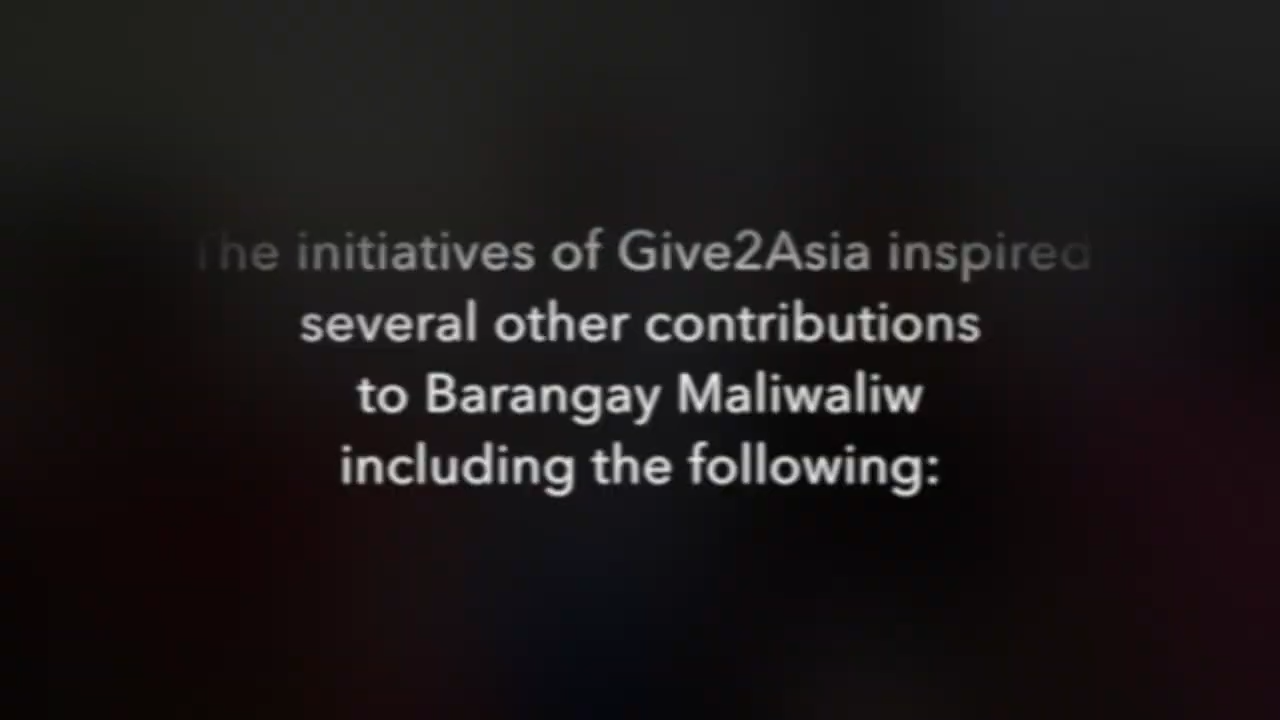 The initiatives of Give2Asia inspired
several other contributions
to Barangay Maliwaliw
including the following: